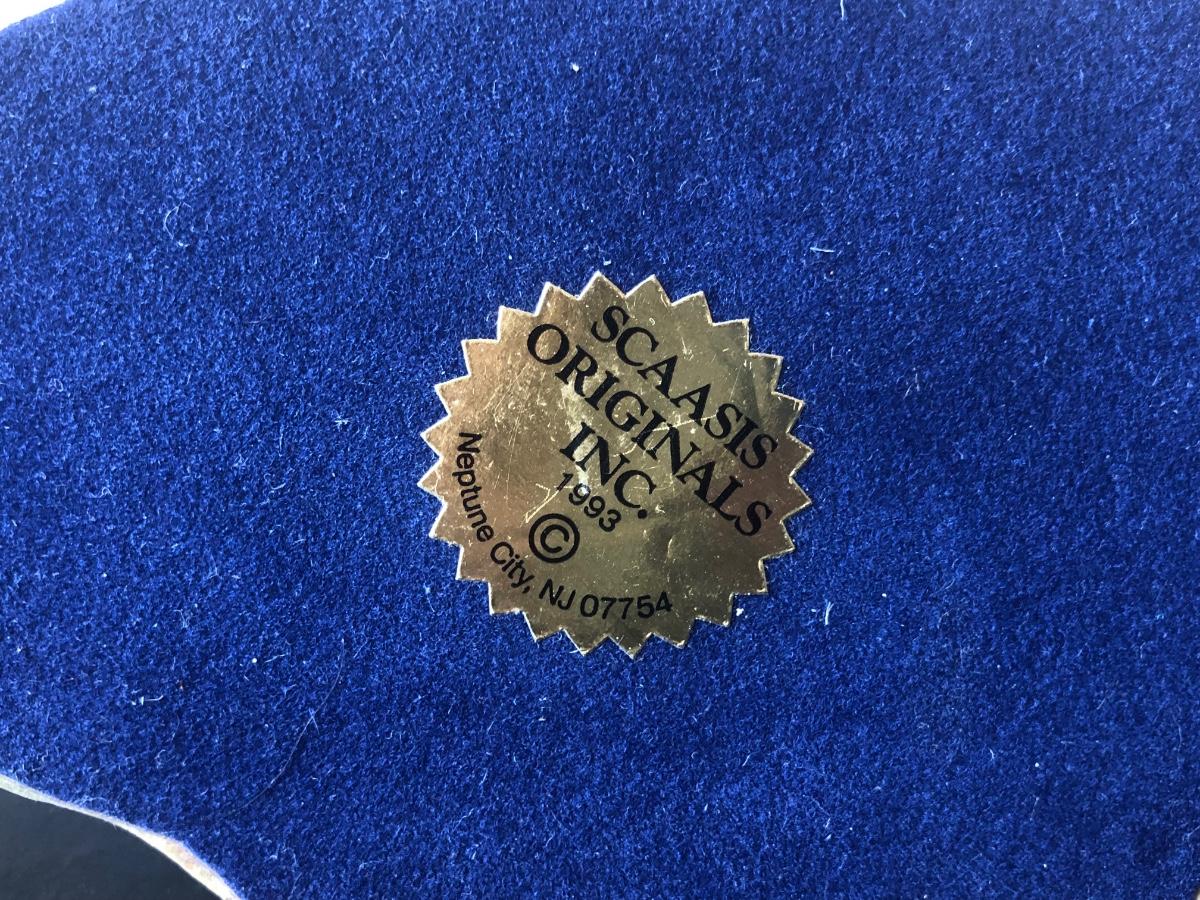 SCAASIS
ORIGINALS
INC.
1993
©
Neptune City, NJ 07754